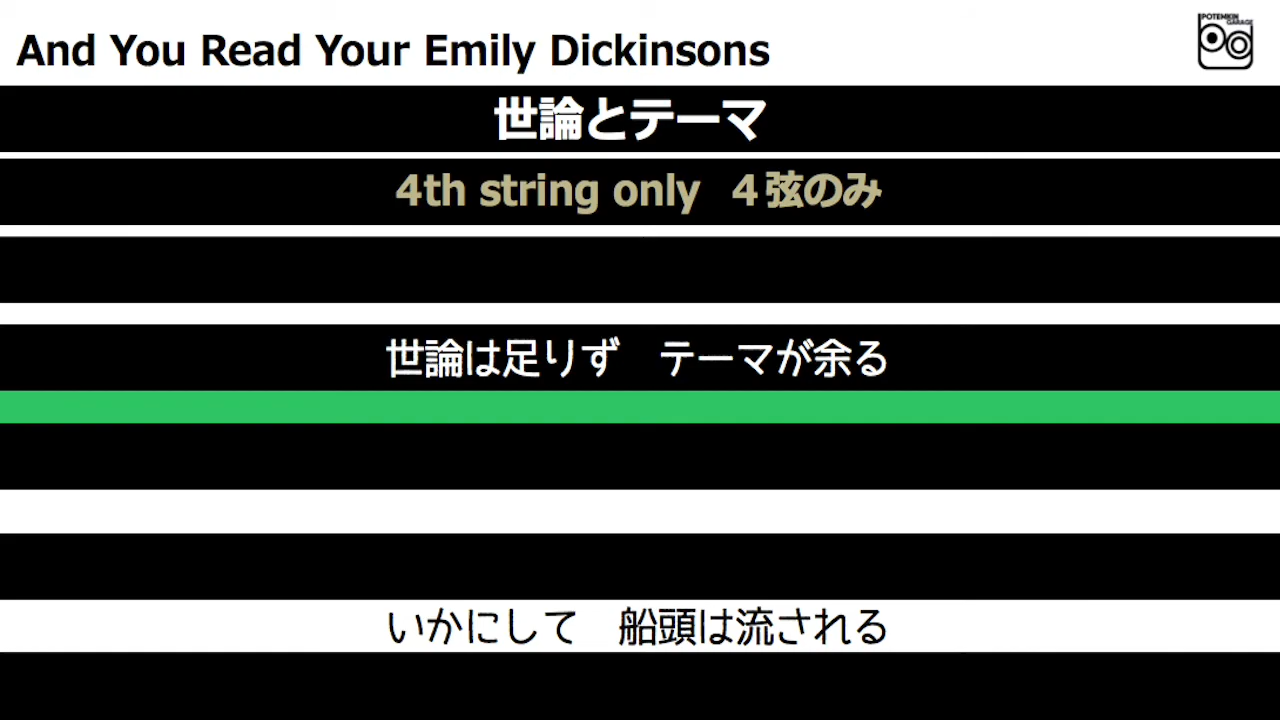 And You Read Your Emily Dickinsons
POTEMKIN
GARAGE
世論とテーマ
4th string only ４弦のみ
世論は足りず　テーマが余る
いかにして　船頭は流される